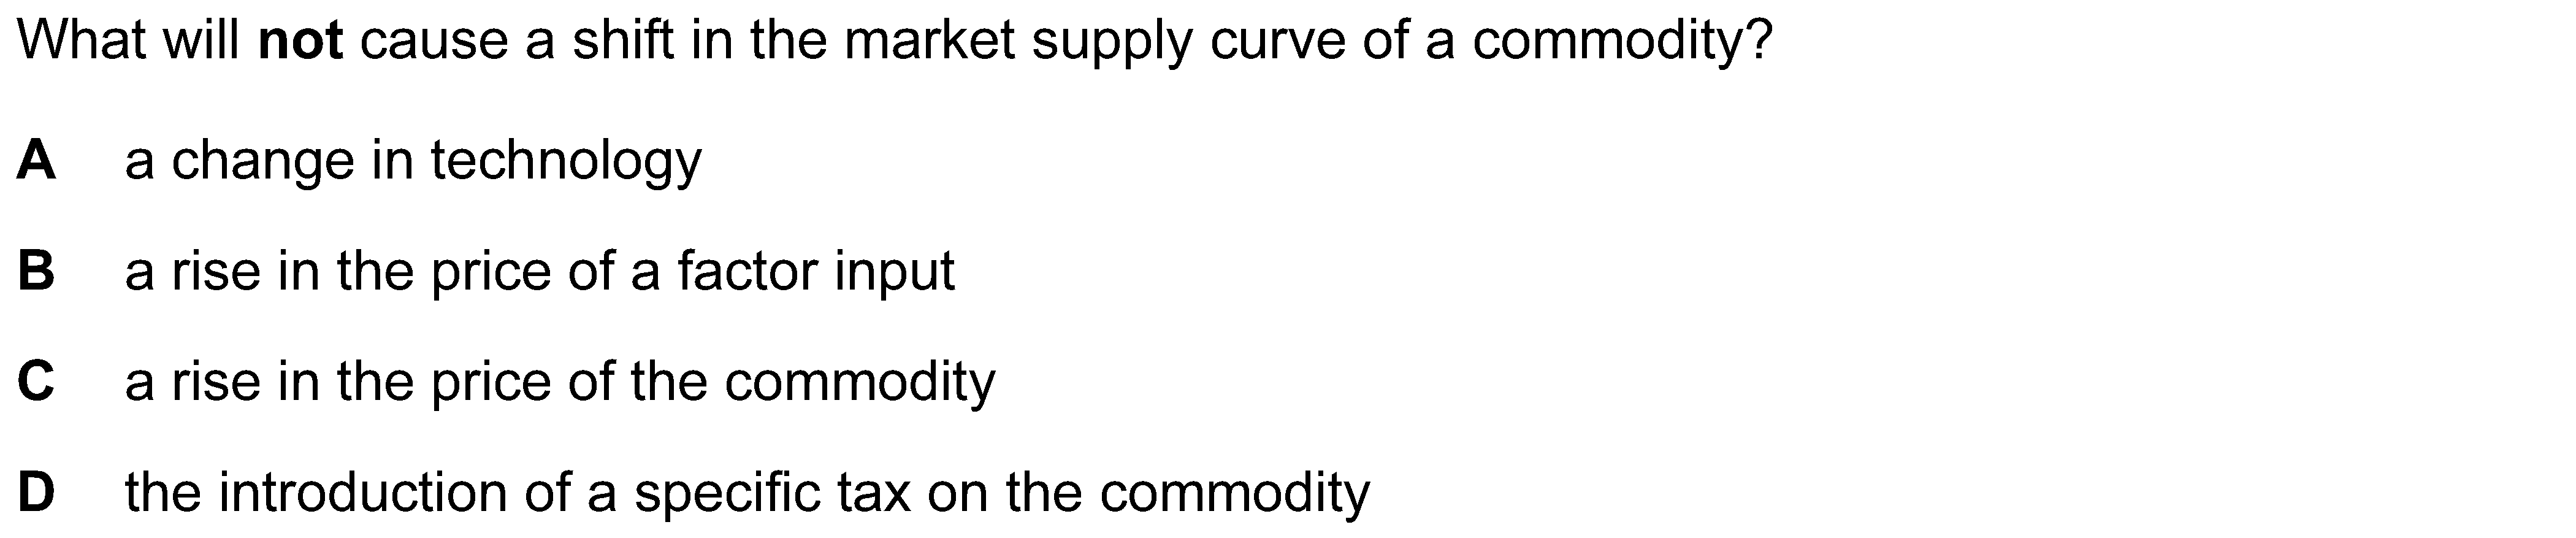 What will not cause a shift in the market supply curve of a commodity?
A a change in technology
B a rise in the price of a factor input
C a rise in the price of the commodity
D the introduction of a specific tax on the commodity